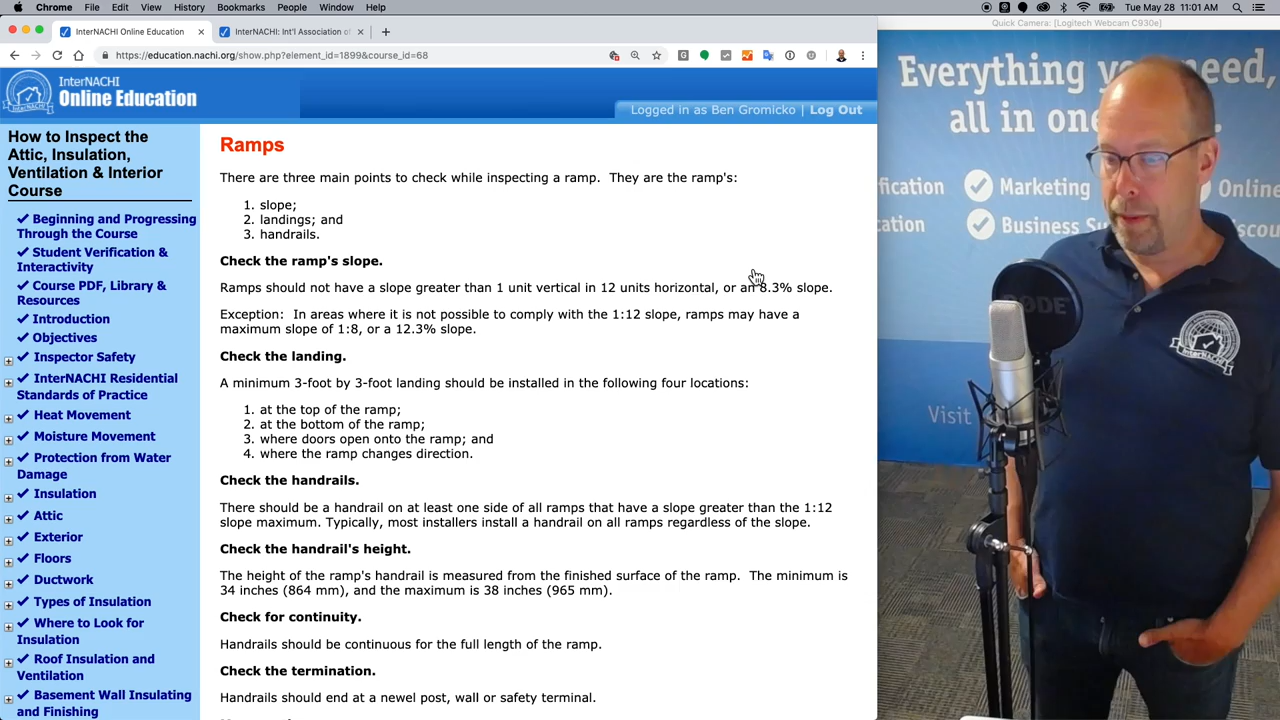 Chrome File Edit View History Bookmarks People Window Help
Tue May 28 11:01 AM
InterNACHI Online Education
InterNACHI: Int'l Association of
Quick Camera: [Logitech Webcam C930e]
https://education.nachi.org/show.php?element_id=1899&course_id=68
InterNACHI
Online Education
Logged in as Ben Gromicko | Log Out
How to Inspect the
Attic, Insulation,
Ventilation & Interior
Course
Beginning and Progressing
Through the Course
Student Verification &
Interactivity
Course PDF, Library &
Resources
Introduction
Objectives
Inspector Safety
InterNACHI Residential
Standards of Practice
Heat Movement
Moisture Movement
Protection from Water
Damage
Insulation
Attic
Exterior
Floors
Ductwork
Types of Insulation
Where to Look for
Insulation
Roof Insulation and
Ventilation
Basement Wall Insulating
and Finishing
Ramps
There are three main points to check while inspecting a ramp. They are the ramp's:
1. slope;
2. landings; and
3. handrails.
Check the ramp's slope.
Ramps should not have a slope greater than 1 unit vertical in 12 units horizontal, or an 8.3% slope.
Exception: In areas where it is not possible to comply with the 1:12 slope, ramps may have a
maximum slope of 1:8, or a 12.3% slope.
Check the landing.
A minimum 3-foot by 3-foot landing should be installed in the following four locations:
1. at the top of the ramp;
2. at the bottom of the ramp;
3. where doors open onto the ramp; and
4. where the ramp changes direction.
Check the handrails.
There should be a handrail on at least one side of all ramps that have a slope greater than the 1:12
slope maximum. Typically, most installers install a handrail on all ramps regardless of the slope.
Check the handrail's height.
The height of the ramp's handrail is measured from the finished surface of the ramp. The minimum is
34 inches (864 mm), and the maximum is 38 inches (965 mm).
Check for continuity.
Handrails should be continuous for the full length of the ramp.
Check the termination.
Handrails should end at a newel post, wall or safety terminal.
Everything you need,
all in one
Marketing
Online
Business
Visit
InterNACHI